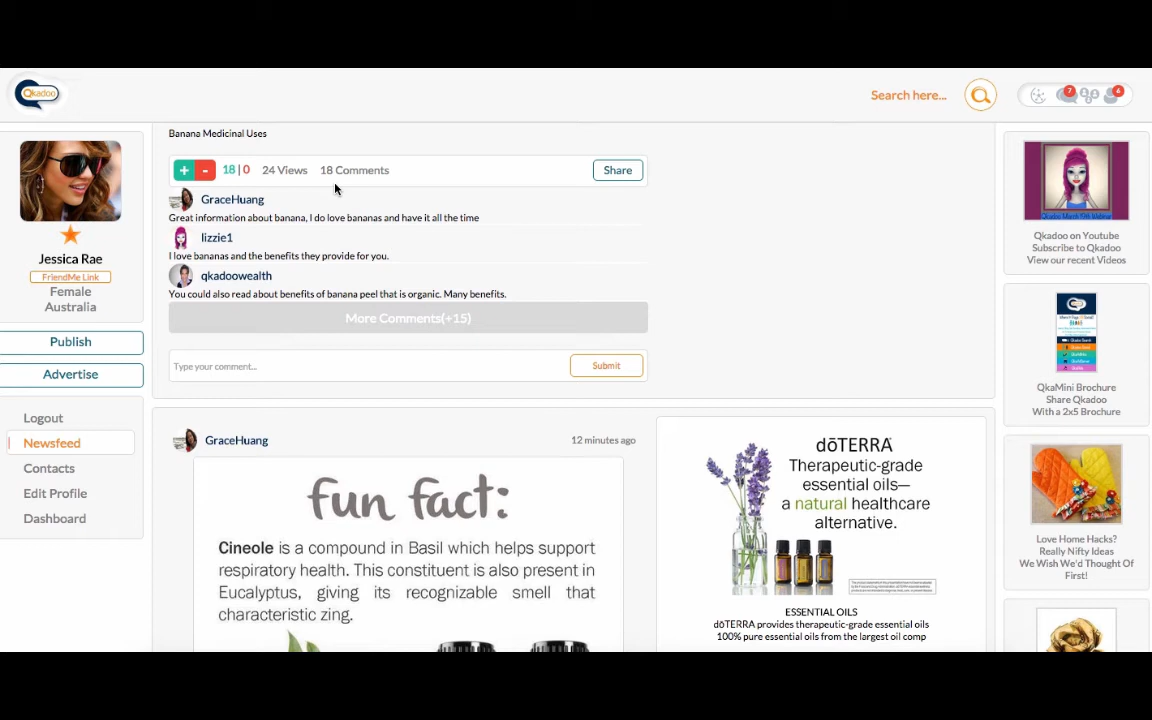 Qkadoo
Search here...
7
6
Jessica Rae
FriendMe Link
Female
Australia
Publish
Advertise
Logout
Newsfeed
Contacts
Edit Profile
Dashboard
Banana Medicinal Uses
+ - 18 | 0 24 Views 18 Comments Share
GraceHuang
Great information about banana, I do love bananas and have it all the time
lizzie1
I love bananas and the benefits they provide for you.
qkadoowealth
You could also read about benefits of banana peel that is organic. Many benefits.
More Comments(+15)
Type your comment... Submit
GraceHuang 12 minutes ago
fun fact:
Cineole is a compound in Basil which helps support
respiratory health. This constituent is also present in
Eucalyptus, giving its recognizable smell that
characteristic zing.
dōTERRA
Therapeutic-grade
essential oils—
a natural healthcare
alternative.
ESSENTIAL OILS
dōTERRA provides therapeutic-grade essential oils
100% pure essential oils from the largest oil comp
Qkadoo March 15th Webinar
Qkadoo on Youtube
Subscribe to Qkadoo
View our recent Videos
QkaMini Brochure
Share Qkadoo
With a 2x5 Brochure
Love Home Hacks?
Really Nifty Ideas
We Wish We'd Thought Of
First!